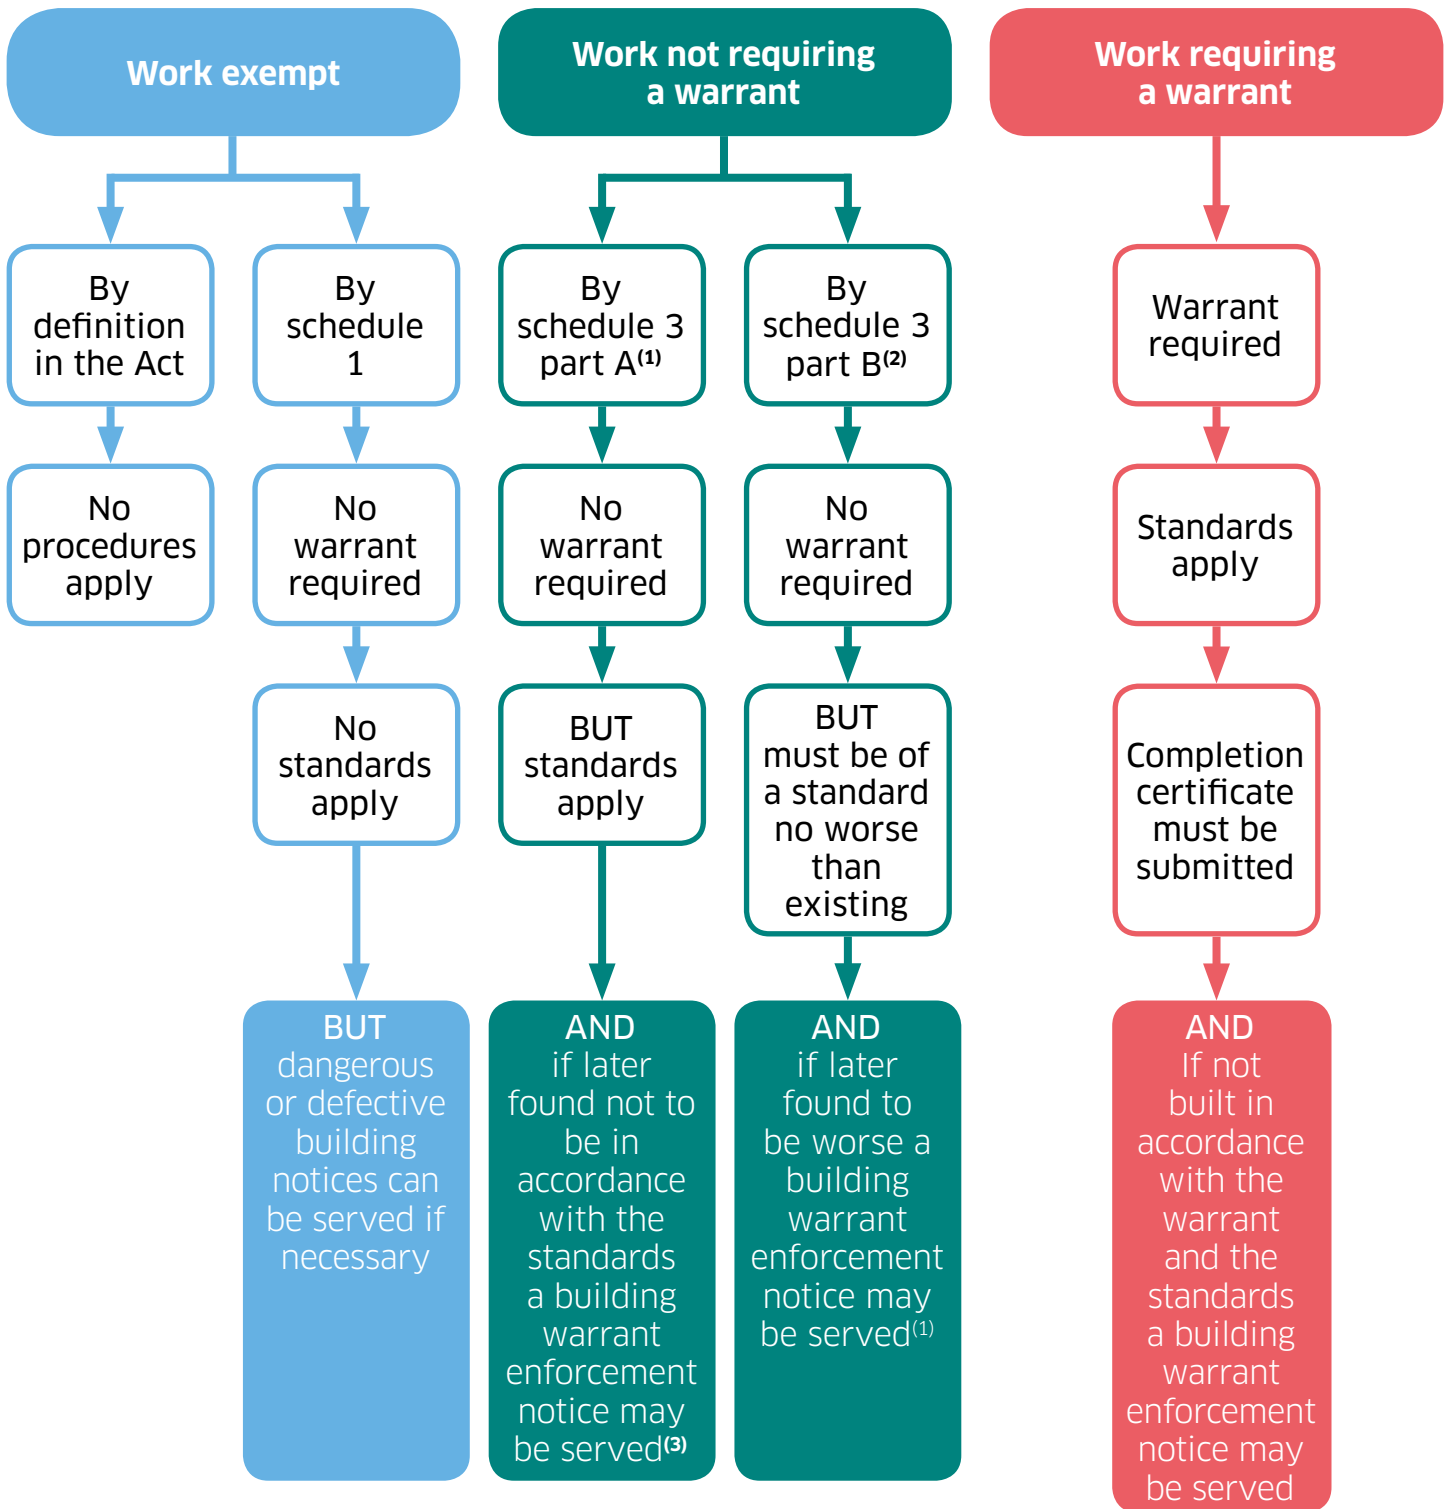 Work exempt
Work not requiring
a warrant
Work requiring
a warrant
By
definition
in the Act
By
schedule
1
By
schedule 3
part A(1)
By
schedule 3
part B(2)
Warrant
required
No
procedures
apply
No
warrant
required
No
warrant
required
No
warrant
required
Standards
apply
No
standards
apply
BUT
standards
apply
BUT
must be of
a standard
no worse
than
existing
Completion
certificate
must be
submitted
BUT
dangerous
or defective
building
notices can
be served if
necessary
AND
if later
found not to
be in
accordance
with the
standards
a building
warrant
enforcement
notice may
be served(3)
AND
if later
found to
be worse a
building
warrant
enforcement
notice may
be served(1)
AND
If not
built in
accordance
with the
warrant
and the
standards
a building
warrant
enforcement
notice may
be served